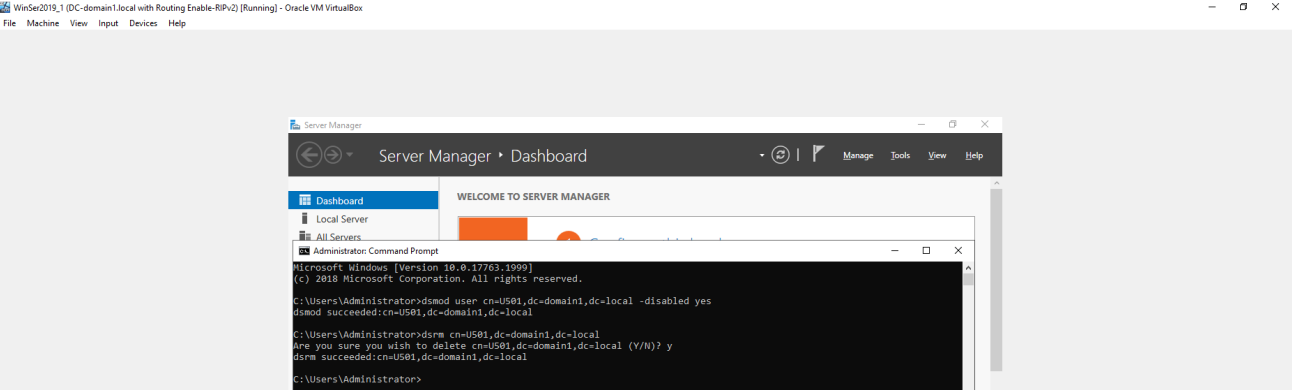 WinSer2019_1 (DC-domain1.local with Routing Enable-RIPv2) [Running] - Oracle VM VirtualBox
File Machine View Input Devices Help
Server Manager
Server Manager • Dashboard
Manage Tools View Help
Dashboard
WELCOME TO SERVER MANAGER
Local Server
All Servers
Administrator: Command Prompt
Microsoft Windows [Version 10.0.17763.1999]
(c) 2018 Microsoft Corporation. All rights reserved.
C:\Users\Administrator>dsmod user cn=U501,dc=domain1,dc=local -disabled yes
dsmod succeeded:cn=U501,dc=domain1,dc=local
C:\Users\Administrator>dsrm cn=U501,dc=domain1,dc=local
Are you sure you wish to delete cn=U501,dc=domain1,dc=local (Y/N)? y
dsrm succeeded:cn=U501,dc=domain1,dc=local
C:\Users\Administrator>